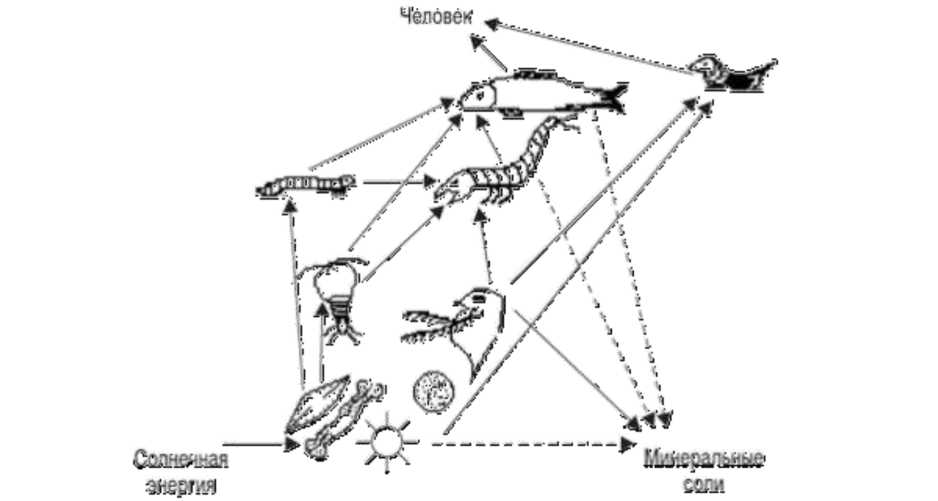 Человек
Солнечная
энергия
Минеральные
соли